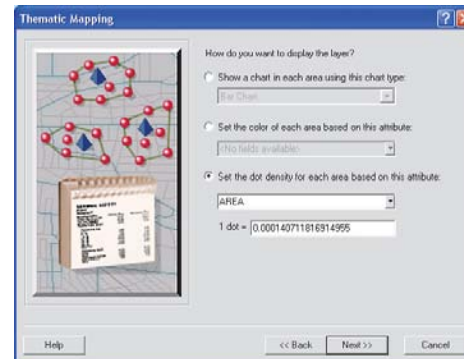 Thematic Mapping
How do you want to display the layer?
Show a chart in each area using this chart type:
Bar Chart
Set the color of each area based on this attribute:
<No fields available>
Set the dot density for each area based on this attribute:
AREA
1 dot = 0.000140711816914955
Help
<< Back
Next >>
Cancel